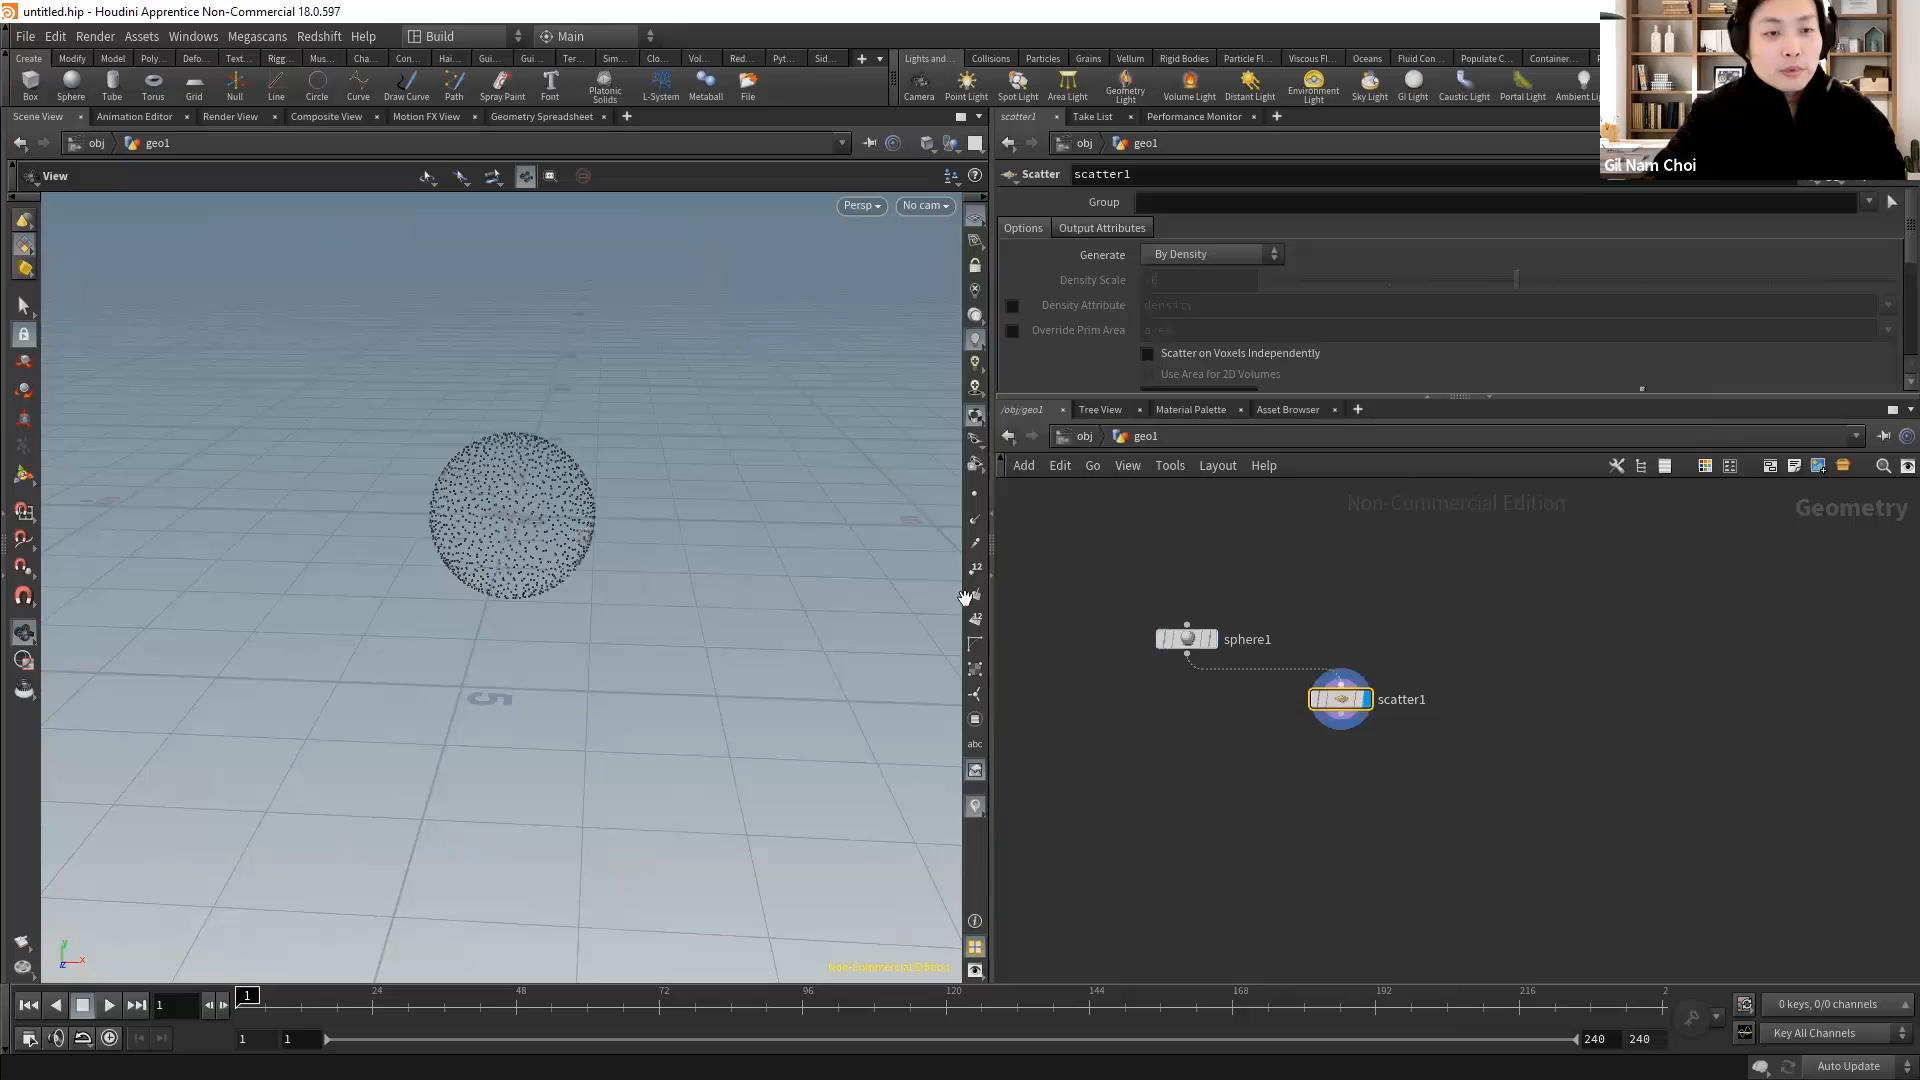 untitled.hip - Houdini Apprentice Non-Commercial 18.0.597
File Edit Render Assets Windows Megascans Redshift Help Build Main
Create Modify Model Poly... Defo... Text... Rigg... Mus... Cha... Con... Hai... Gui... Gui... Ter... Sim... Clo... Vol... Red... Pyt... Sid...
Lights and... Collisions Particles Grains Vellum Rigid Bodies Particle Fl... Viscous Fl... Oceans Fluid Con... Populate C... Container...
Box Sphere Tube Torus Grid Null Line Circle Curve Draw Curve Path Spray Paint Font Platonic Solids L-System Metaball File
Camera Point Light Spot Light Area Light Geometry Light Volume Light Distant Light Environment Light Sky Light GI Light Caustic Light Portal Light Ambient L
Scene View Animation Editor Render View Composite View Motion FX View Geometry Spreadsheet
scatter1 Take List Performance Monitor
obj geo1
obj geo1
Gil Nam Choi
View
Scatter scatter1
Persp No cam
Group
Options Output Attributes
Generate By Density
Density Scale
Density Attribute density
Override Prim Area area
Scatter on Voxels Independently
Use Area for 2D Volumes
/obj/geo1 Tree View Material Palette Asset Browser
obj geo1
Add Edit Go View Tools Layout Help
Non-Commercial Edition Geometry
12
12
sphere1
scatter1
5
abc
y
x
z
Non-Commercial Edition
1 1 24 48 72 96 120 144 168 192 216 2
0 keys, 0/0 channels
1 1 240 240
Key All Channels
Auto Update